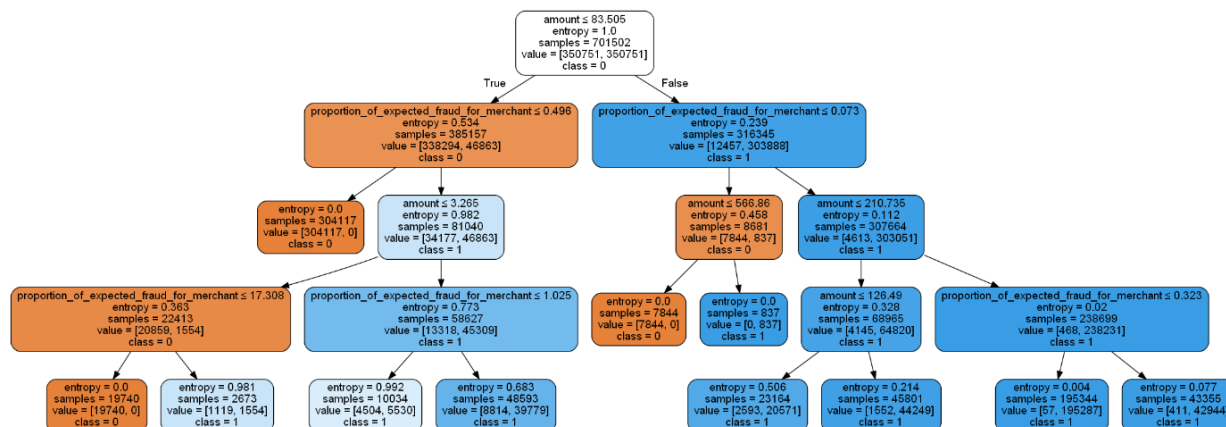 amount ≤ 83.505
entropy = 1.0
samples = 701502
value = [350751, 350751]
class = 0
True
False
proportion_of_expected_fraud_for_merchant ≤ 0.496
entropy = 0.534
samples = 385157
value = [338294, 46863]
class = 0
proportion_of_expected_fraud_for_merchant ≤ 0.073
entropy = 0.239
samples = 316345
value = [12457, 303888]
class = 1
entropy = 0.0
samples = 304117
value = [304117, 0]
class = 0
amount ≤ 3.265
entropy = 0.982
samples = 81040
value = [34177, 46863]
class = 1
amount ≤ 566.86
entropy = 0.458
samples = 8681
value = [7844, 837]
class = 0
amount ≤ 210.735
entropy = 0.112
samples = 307664
value = [4613, 303051]
class = 1
proportion_of_expected_fraud_for_merchant ≤ 17.308
entropy = 0.363
samples = 22413
value = [20859, 1554]
class = 0
proportion_of_expected_fraud_for_merchant ≤ 1.025
entropy = 0.773
samples = 58627
value = [13318, 45309]
class = 1
entropy = 0.0
samples = 7844
value = [7844, 0]
class = 0
entropy = 0.0
samples = 837
value = [0, 837]
class = 1
amount ≤ 126.49
entropy = 0.328
samples = 68965
value = [4145, 64820]
class = 1
proportion_of_expected_fraud_for_merchant ≤ 0.323
entropy = 0.02
samples = 238699
value = [468, 238231]
class = 1
entropy = 0.0
samples = 19740
value = [19740, 0]
class = 0
entropy = 0.981
samples = 2673
value = [1119, 1554]
class = 1
entropy = 0.992
samples = 10034
value = [4504, 5530]
class = 1
entropy = 0.683
samples = 48593
value = [8814, 39779]
class = 1
entropy = 0.506
samples = 23164
value = [2593, 20571]
class = 1
entropy = 0.214
samples = 45801
value = [1552, 44249]
class = 1
entropy = 0.004
samples = 195344
value = [57, 195287]
class = 1
entropy = 0.077
samples = 43355
value = [411, 42944]
class = 1